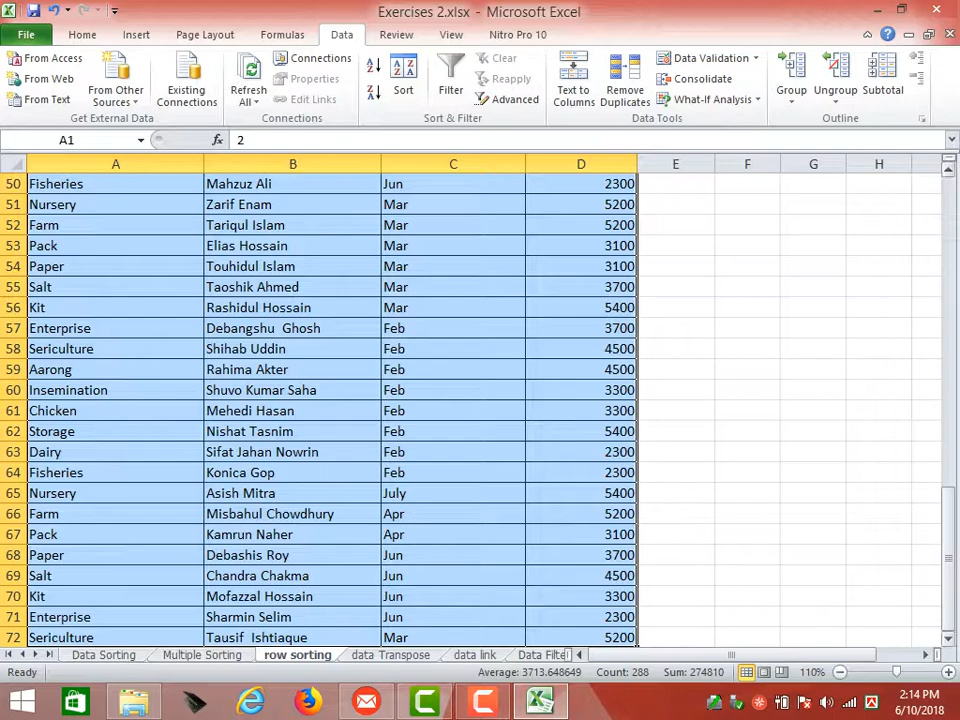 Exercises 2.xlsx - Microsoft Excel
File Home Insert Page Layout Formulas Data Review View Nitro Pro 10
From Access
From Web
From Text
From Other Sources
Existing Connections
Get External Data
Refresh All
Connections
Properties
Edit Links
Connections
Sort
Filter
Clear
Reapply
Advanced
Sort & Filter
Text to Columns
Remove Duplicates
Data Validation
Consolidate
What-If Analysis
Data Tools
Group
Ungroup
Subtotal
Outline
A1 fx 2
A B C D E F G H
50 Fisheries Mahzuz Ali Jun 2300
51 Nursery Zarif Enam Mar 5200
52 Farm Tariqul Islam Mar 5200
53 Pack Elias Hossain Mar 3100
54 Paper Touhidul Islam Mar 3100
55 Salt Taoshik Ahmed Mar 3700
56 Kit Rashidul Hossain Mar 5400
57 Enterprise Debangshu Ghosh Feb 3700
58 Sericulture Shihab Uddin Feb 4500
59 Aarong Rahima Akter Feb 4500
60 Insemination Shuvo Kumar Saha Feb 3300
61 Chicken Mehedi Hasan Feb 3300
62 Storage Nishat Tasnim Feb 5400
63 Dairy Sifat Jahan Nowrin Feb 2300
64 Fisheries Konica Gop Feb 2300
65 Nursery Asish Mitra July 5400
66 Farm Misbahul Chowdhury Apr 5200
67 Pack Kamrun Naher Apr 3100
68 Paper Debashis Roy Jun 3700
69 Salt Chandra Chakma Jun 4500
70 Kit Mofazzal Hossain Jun 3300
71 Enterprise Sharmin Selim Jun 2300
72 Sericulture Tausif Ishtiaque Mar 5200
Data Sorting Multiple Sorting row sorting data Transpose data link Data Filte
Ready Average: 3713.648649 Count: 288 Sum: 274810 110%
2:14 PM
6/10/2018